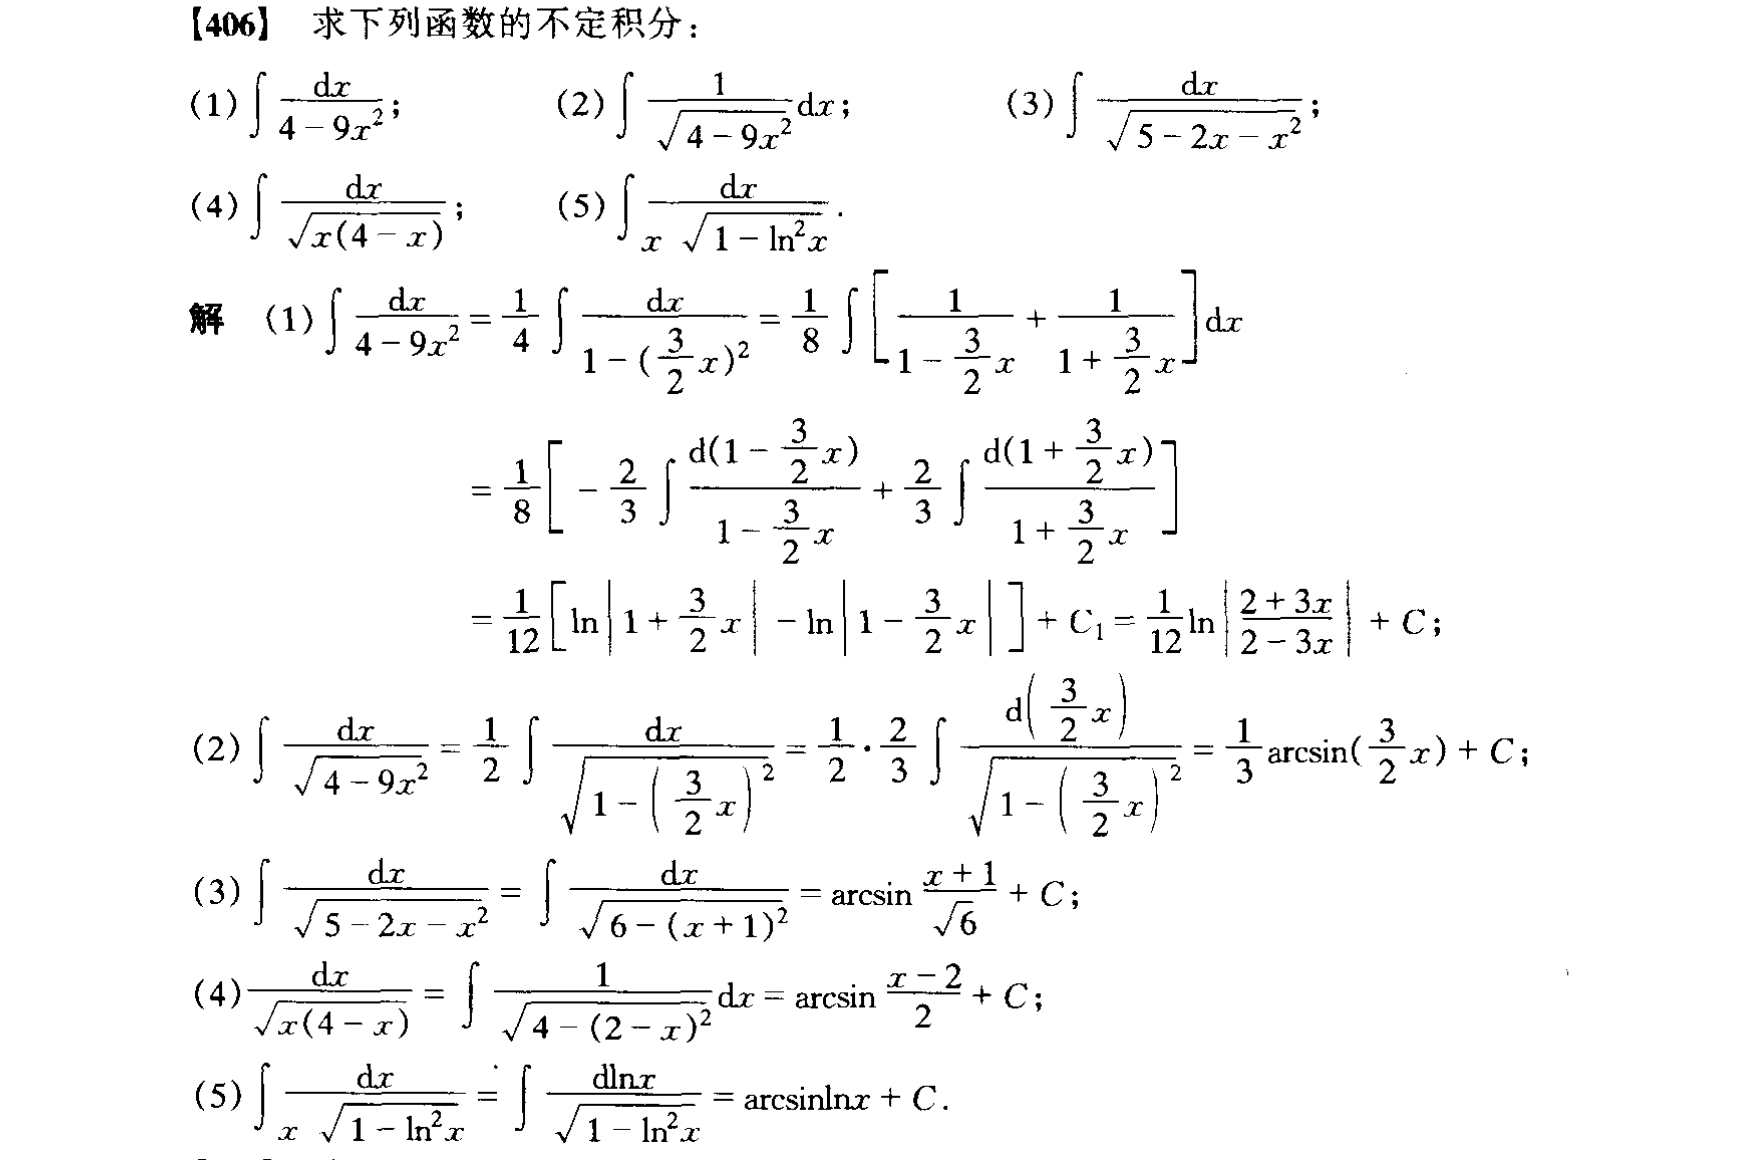 【406】 求下列函数的不定积分:
(1)∫ dx/(4-9x²); (2)∫ 1/√(4-9x²) dx; (3)∫ dx/√(5-2x-x²);
(4)∫ dx/√(x(4-x)); (5)∫ dx/(x√(1-ln²x)).
解 (1)∫ dx/(4-9x²) = 1/4 ∫ dx/(1-(3/2 x)²) = 1/8 ∫[1/(1-3/2 x) + 1/(1+3/2 x)]dx
= 1/8[-2/3 ∫ d(1-3/2 x)/(1-3/2 x) + 2/3 ∫ d(1+3/2 x)/(1+3/2 x)]
= 1/12[ln|1+3/2 x| - ln|1-3/2 x|] + C₁ = 1/12 ln|(2+3x)/(2-3x)| + C;
(2)∫ dx/√(4-9x²) = 1/2 ∫ dx/√(1-(3/2 x)²) = 1/2 · 2/3 ∫ d(3/2 x)/√(1-(3/2 x)²) = 1/3 arcsin(3/2 x) + C;
(3)∫ dx/√(5-2x-x²) = ∫ dx/√(6-(x+1)²) = arcsin (x+1)/√6 + C;
(4) dx/√(x(4-x)) = ∫ 1/√(4-(2-x)²) dx = arcsin (x-2)/2 + C;
(5)∫ dx/(x√(1-ln²x)) = ∫ dlnx/√(1-ln²x) = arcsinlnx + C.